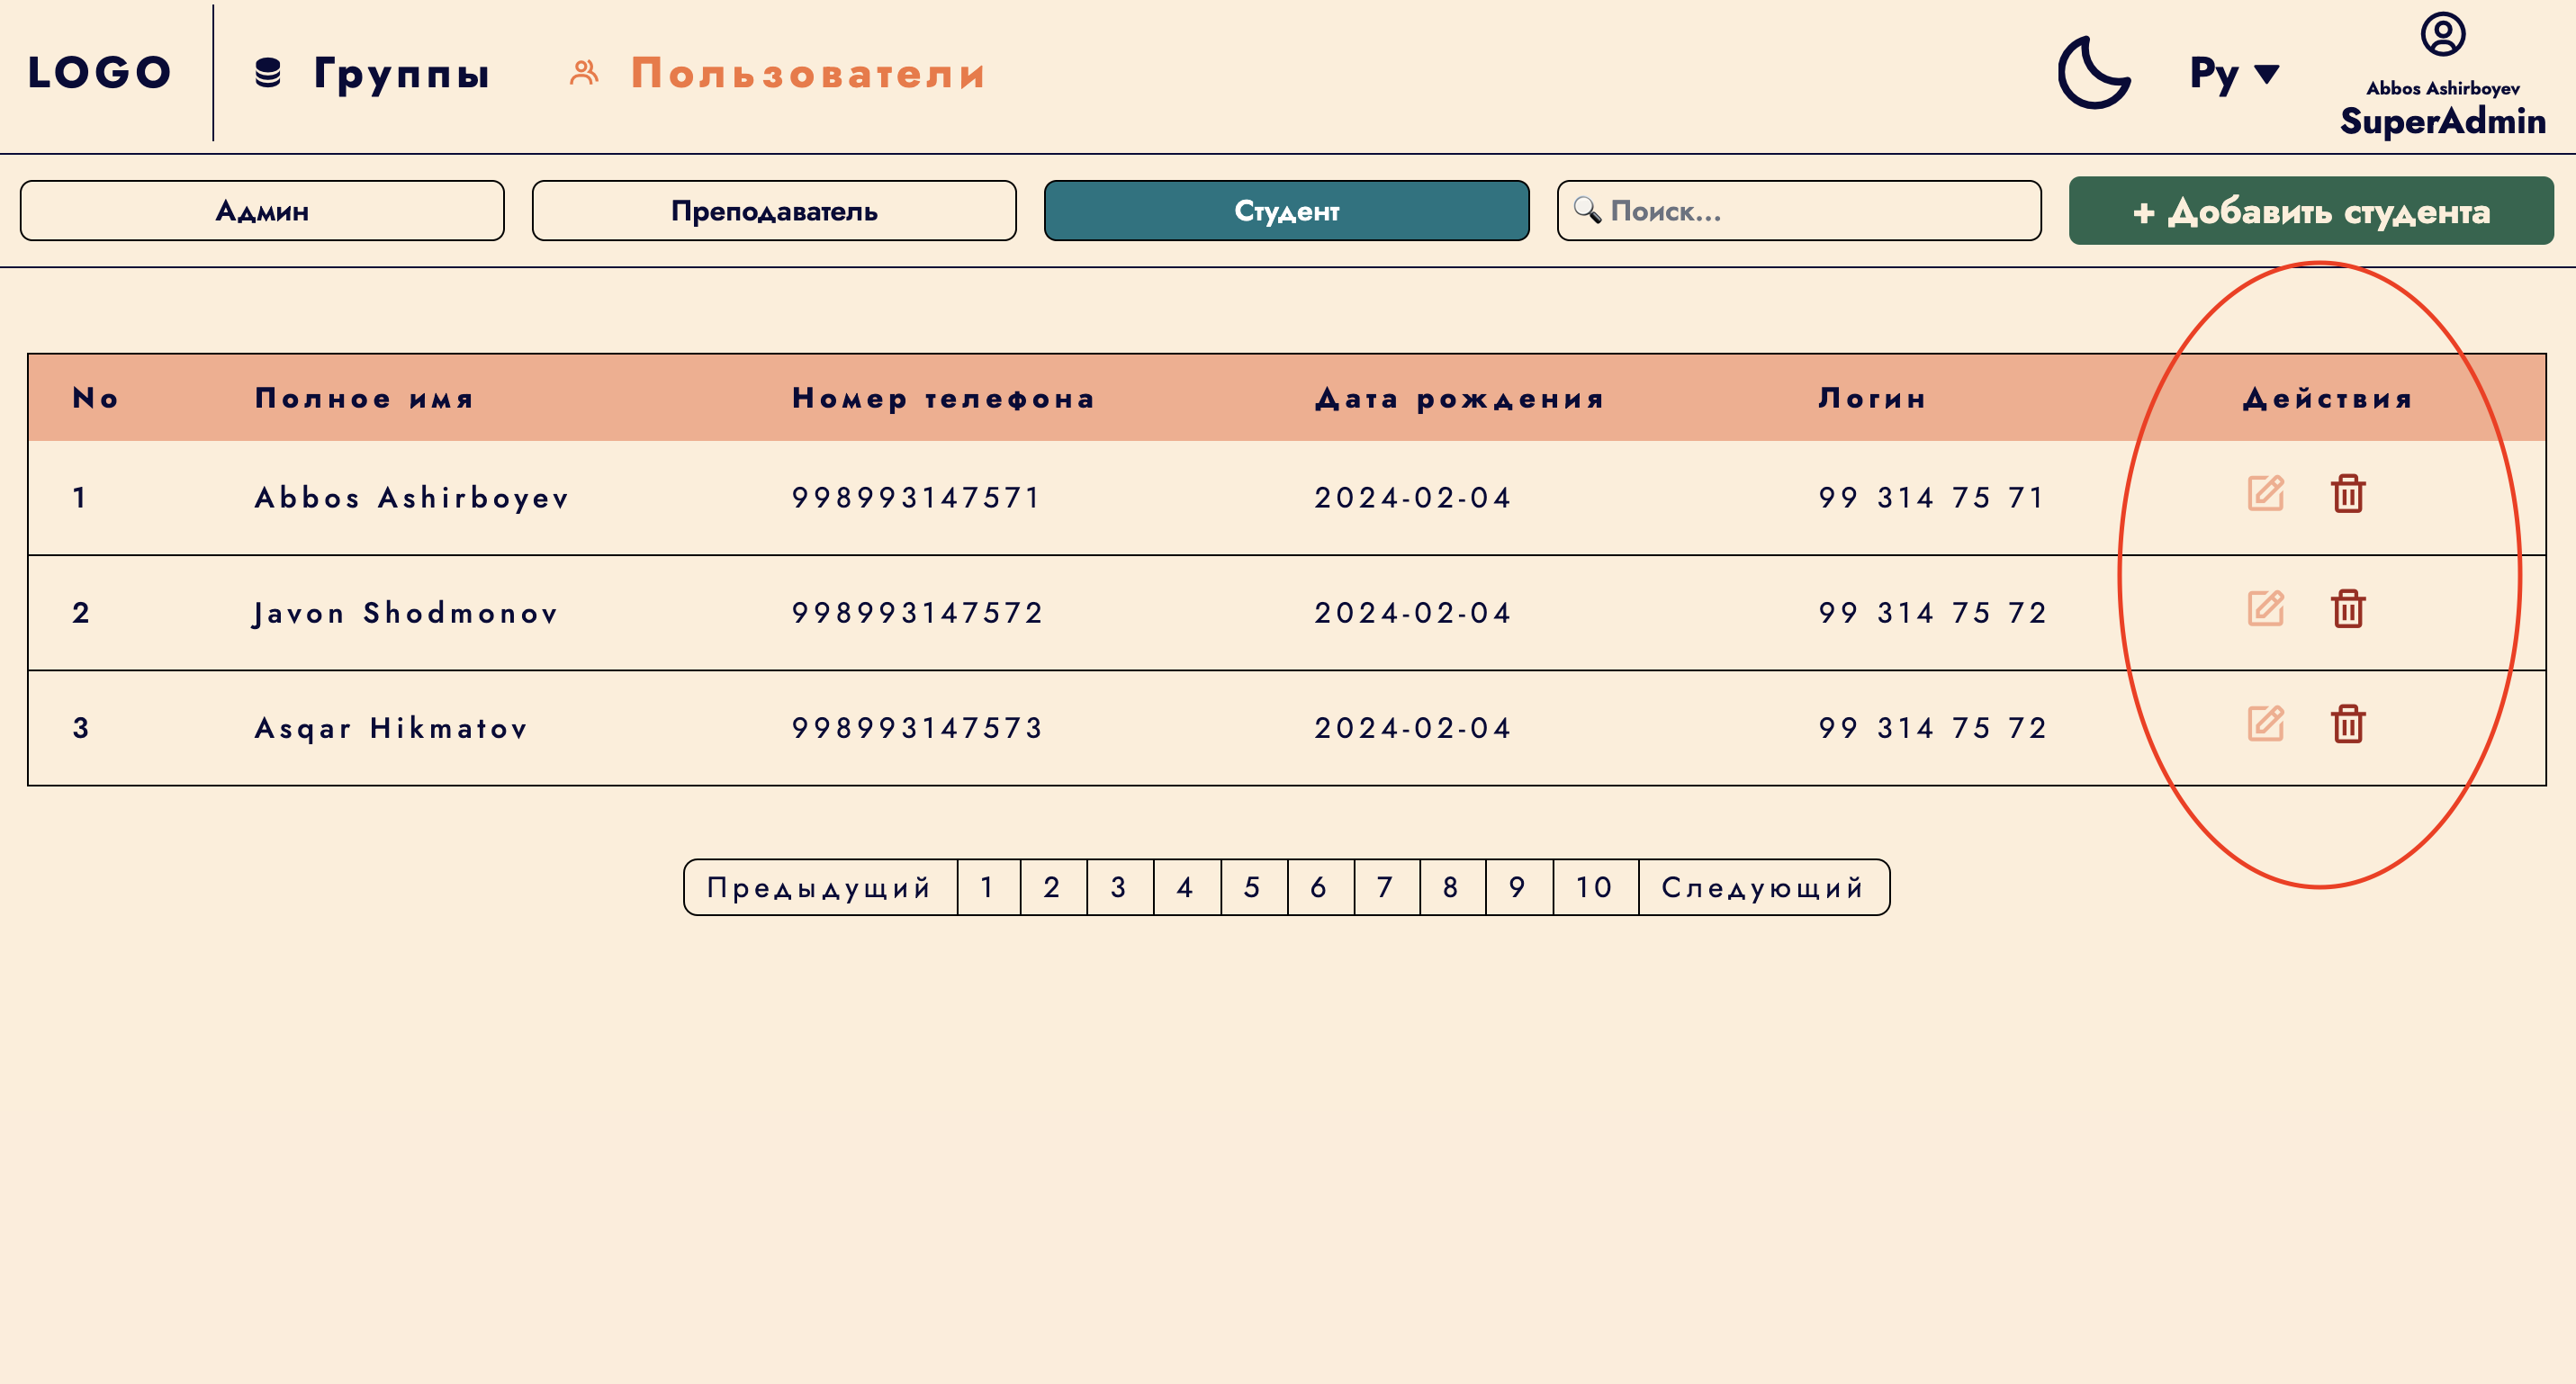 LOGO Группы Пользователи Ру Abbos Ashirboyev
SuperAdmin
Админ Преподаватель Студент Поиск... + Добавить студента
No Полное имя Номер телефона Дата рождения Логин Действия
1 Abbos Ashirboyev 998993147571 2024-02-04 99 314 75 71
2 Javon Shodmonov 998993147572 2024-02-04 99 314 75 72
3 Asqar Hikmatov 998993147573 2024-02-04 99 314 75 72
Предыдущий 1 2 3 4 5 6 7 8 9 10 Следующий